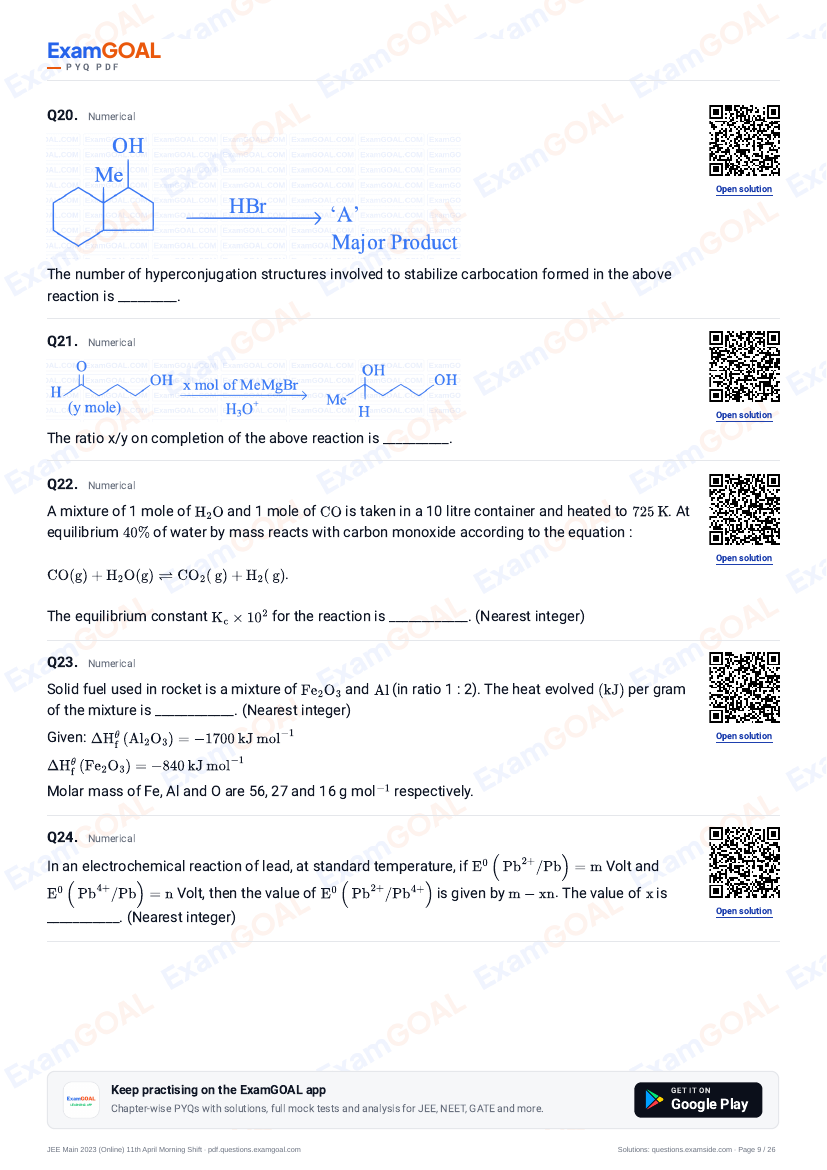 ExamGOAL
PYQ PDF
Q20. Numerical
OH
Me
HBr
‘A’
Major Product
Open solution
The number of hyperconjugation structures involved to stabilize carbocation formed in the above
reaction is _________.
Q21. Numerical
O
H
OH
(y mole)
x mol of MeMgBr
H₃O⁺
OH
OH
Me
H
Open solution
The ratio x/y on completion of the above reaction is __________.
Q22. Numerical
A mixture of 1 mole of H₂O and 1 mole of CO is taken in a 10 litre container and heated to 725 K. At
equilibrium 40% of water by mass reacts with carbon monoxide according to the equation :
Open solution
CO(g) + H₂O(g) ⇌ CO₂( g) + H₂( g).
The equilibrium constant K_c × 10² for the reaction is ____________. (Nearest integer)
Q23. Numerical
Solid fuel used in rocket is a mixture of Fe₂O₃ and Al (in ratio 1 : 2). The heat evolved (kJ) per gram
of the mixture is ____________. (Nearest integer)
Given: ΔH_f^θ (Al₂O₃) = −1700 kJ mol⁻¹
Open solution
ΔH_f^θ (Fe₂O₃) = −840 kJ mol⁻¹
Molar mass of Fe, Al and O are 56, 27 and 16 g mol⁻¹ respectively.
Q24. Numerical
In an electrochemical reaction of lead, at standard temperature, if E⁰ ( Pb²⁺/Pb) = m Volt and
E⁰ ( Pb⁴⁺/Pb) = n Volt, then the value of E⁰ ( Pb²⁺/Pb⁴⁺) is given by m − xn. The value of x is
___________. (Nearest integer)
Open solution
Keep practising on the ExamGOAL app
Chapter-wise PYQs with solutions, full mock tests and analysis for JEE, NEET, GATE and more.
GET IT ON
Google Play
JEE Main 2023 (Online) 11th April Morning Shift · pdf.questions.examgoal.com
Solutions: questions.examside.com · Page 9 / 26